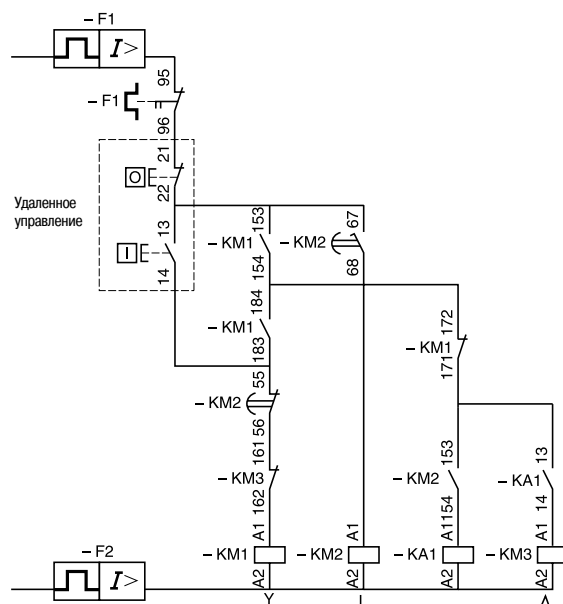 – F1
I>
95
– F1
96
21
O
22
Удаленное
управление
13
I
14
153
– KM1
154
67
– KM2
68
184
– KM1
183
172
– KM1
171
55
– KM2
56
161
– KM3
162
153
– KM2
154
13
– KA1
14
A1
– KM1
A2
A1
– KM2
A2
A1
– KA1
A2
A1
– KM3
A2
– F2
I>
Y
L
Δ